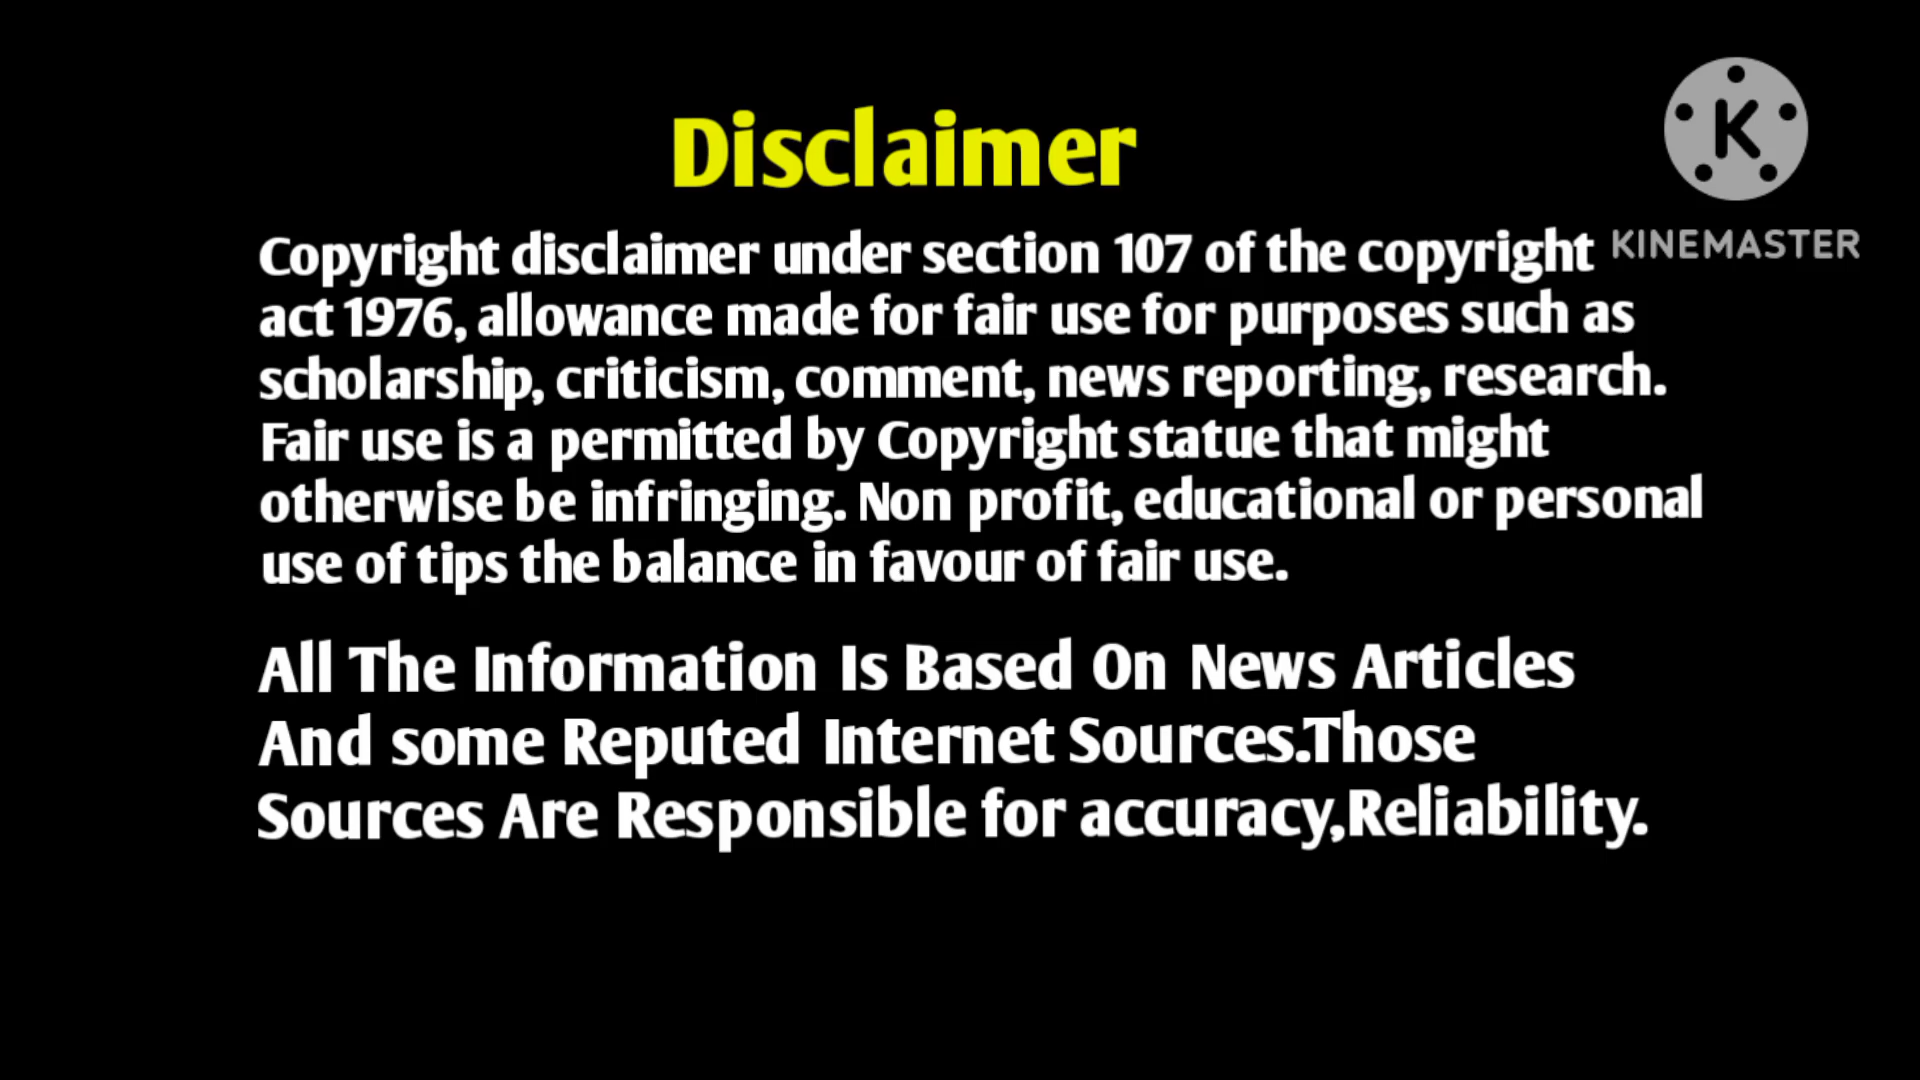 Disclaimer
K
KINEMASTER
Copyright disclaimer under section 107 of the copyright
act 1976, allowance made for fair use for purposes such as
scholarship, criticism, comment, news reporting, research.
Fair use is a permitted by Copyright statue that might
otherwise be infringing. Non profit, educational or personal
use of tips the balance in favour of fair use.
All The Information Is Based On News Articles
And some Reputed Internet Sources.Those
Sources Are Responsible for accuracy,Reliability.